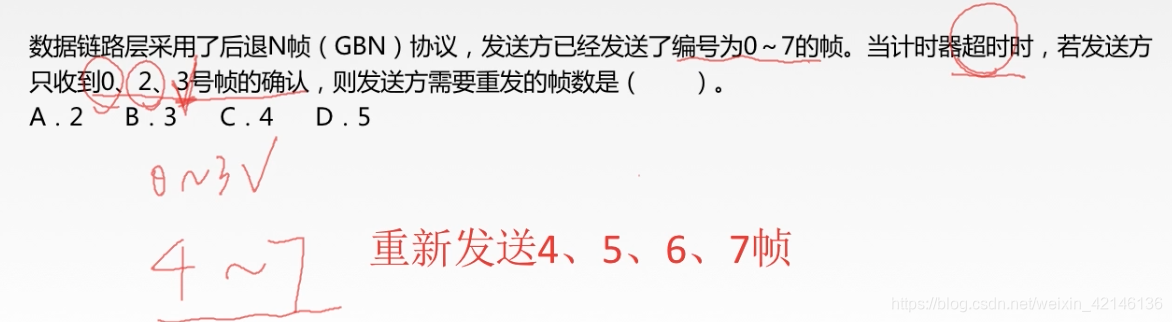 数据链路层采用了后退N帧（GBN）协议，发送方已经发送了编号为0～7的帧。当计时器超时时，若发送方
只收到0、2、3号帧的确认，则发送方需要重发的帧数是（　　）。
A．2　B．3　C．4　D．5
0～3√
4～7
重新发送4、5、6、7帧
https://blog.csdn.net/weixin_42146136